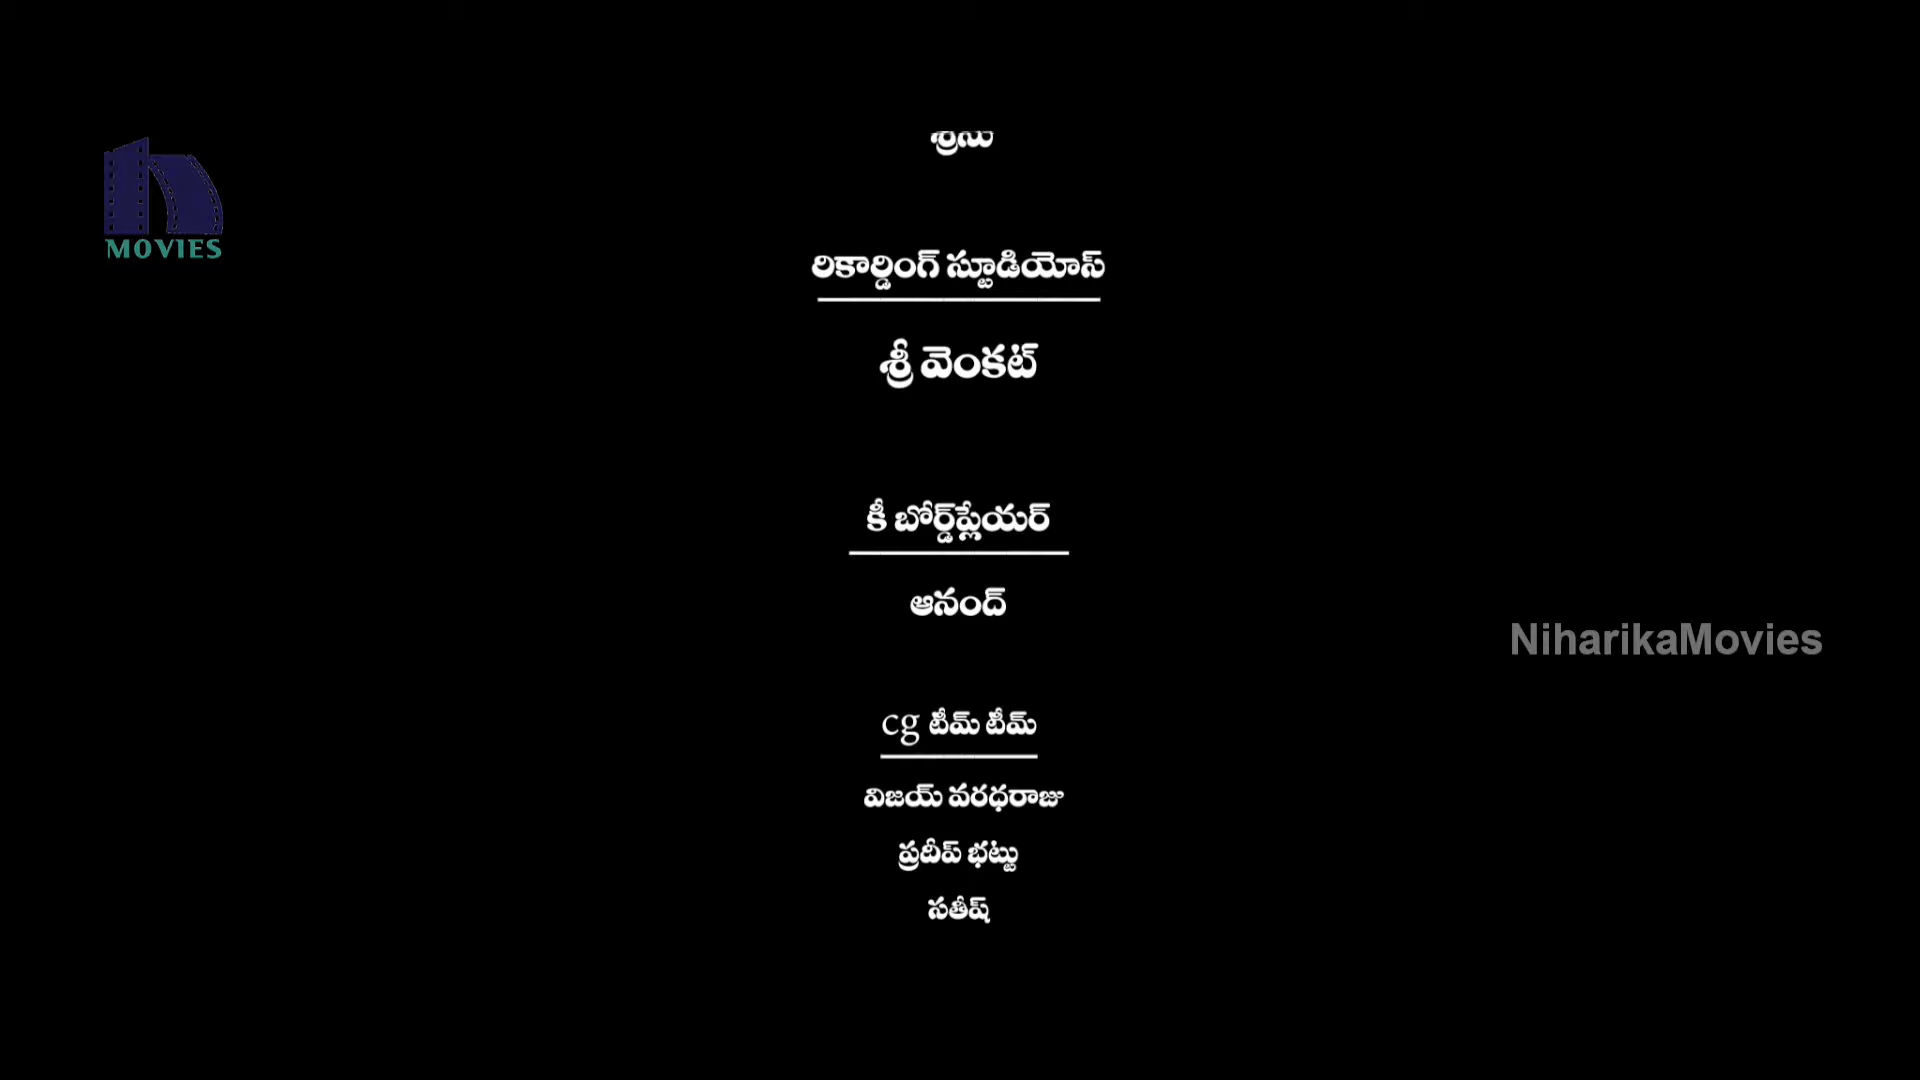 MOVIES
రికార్డింగ్ స్టూడియోస్
శ్రీ వెంకట్
కీ బోర్డ్‌ప్లేయర్
ఆనంద్
NiharikaMovies
cg టీమ్ టీమ్
విజయ్ వరధరాజు
ప్రదీప్ భట్టు
సతీష్